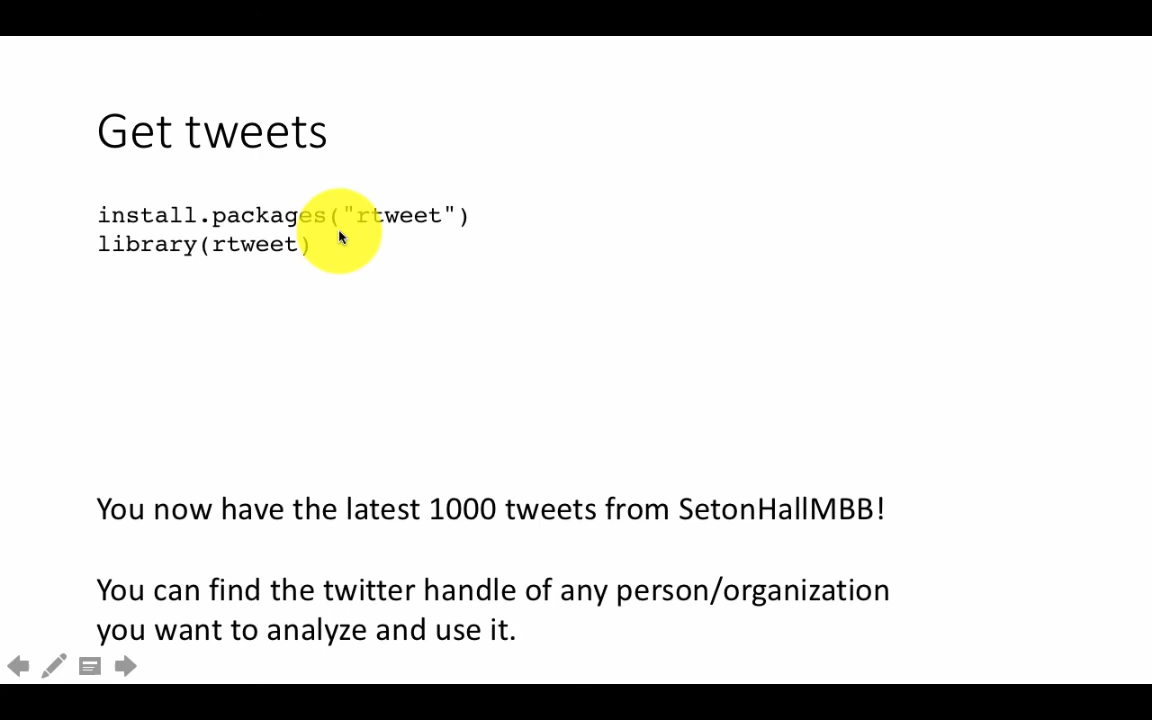 Get tweets
install.packages("rtweet")
library(rtweet)
You now have the latest 1000 tweets from SetonHallMBB!
You can find the twitter handle of any person/organization
you want to analyze and use it.